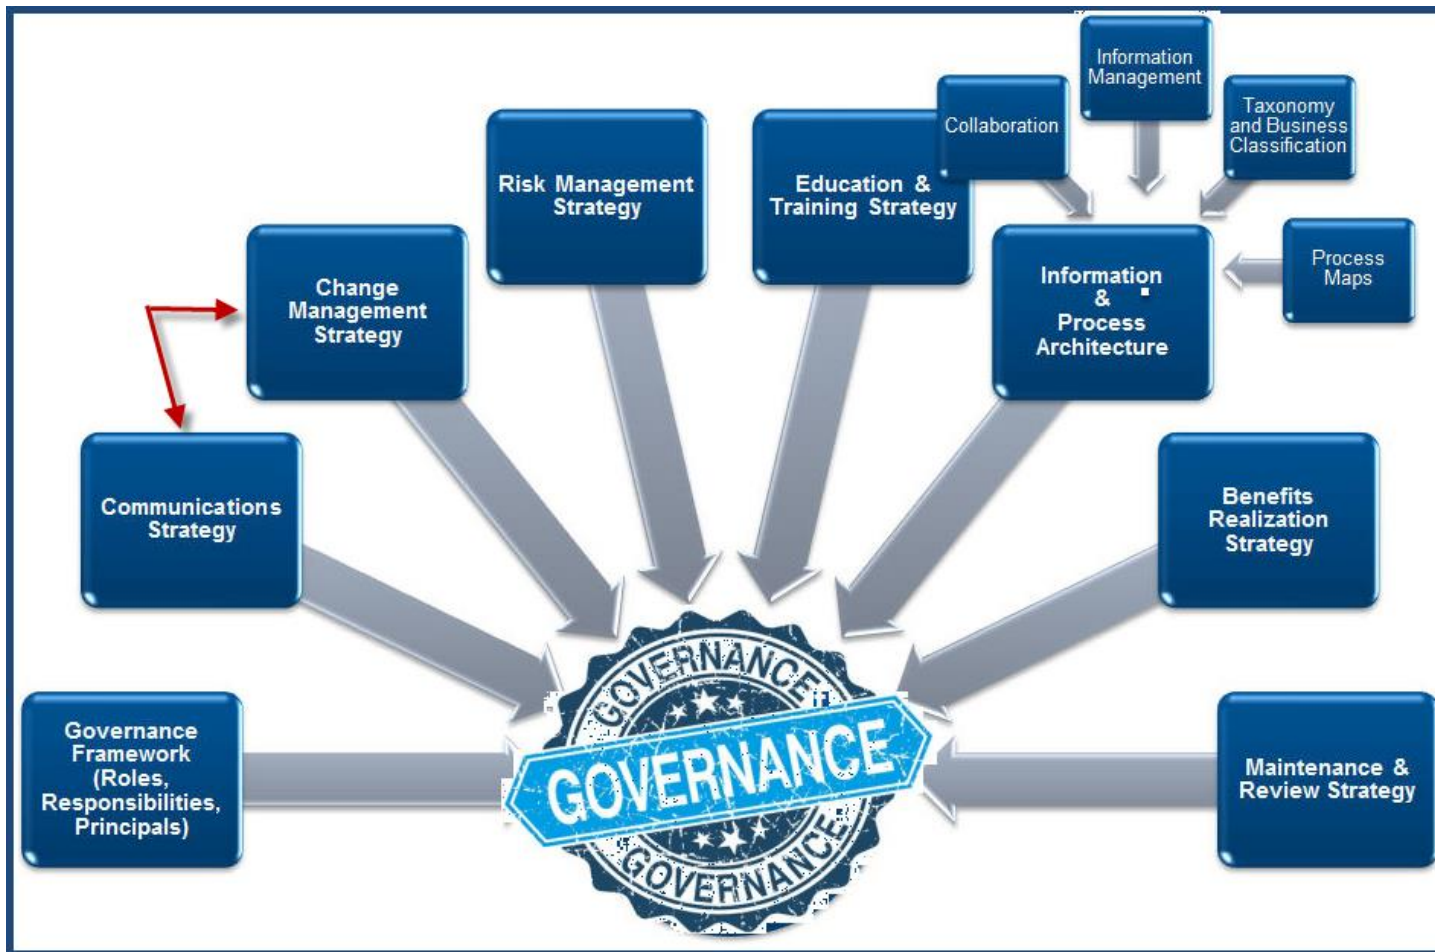 Information
Management
Collaboration
Taxonomy
and Business
Classification
Risk Management
Strategy
Education &
Training Strategy
Process
Maps
Change
Management
Strategy
Information
&
Process
Architecture
Communications
Strategy
Benefits
Realization
Strategy
Governance
Framework
(Roles,
Responsibilities,
Principals)
GOVERNANCE
GOVERNANCE
GOVERNANCE
Maintenance &
Review Strategy